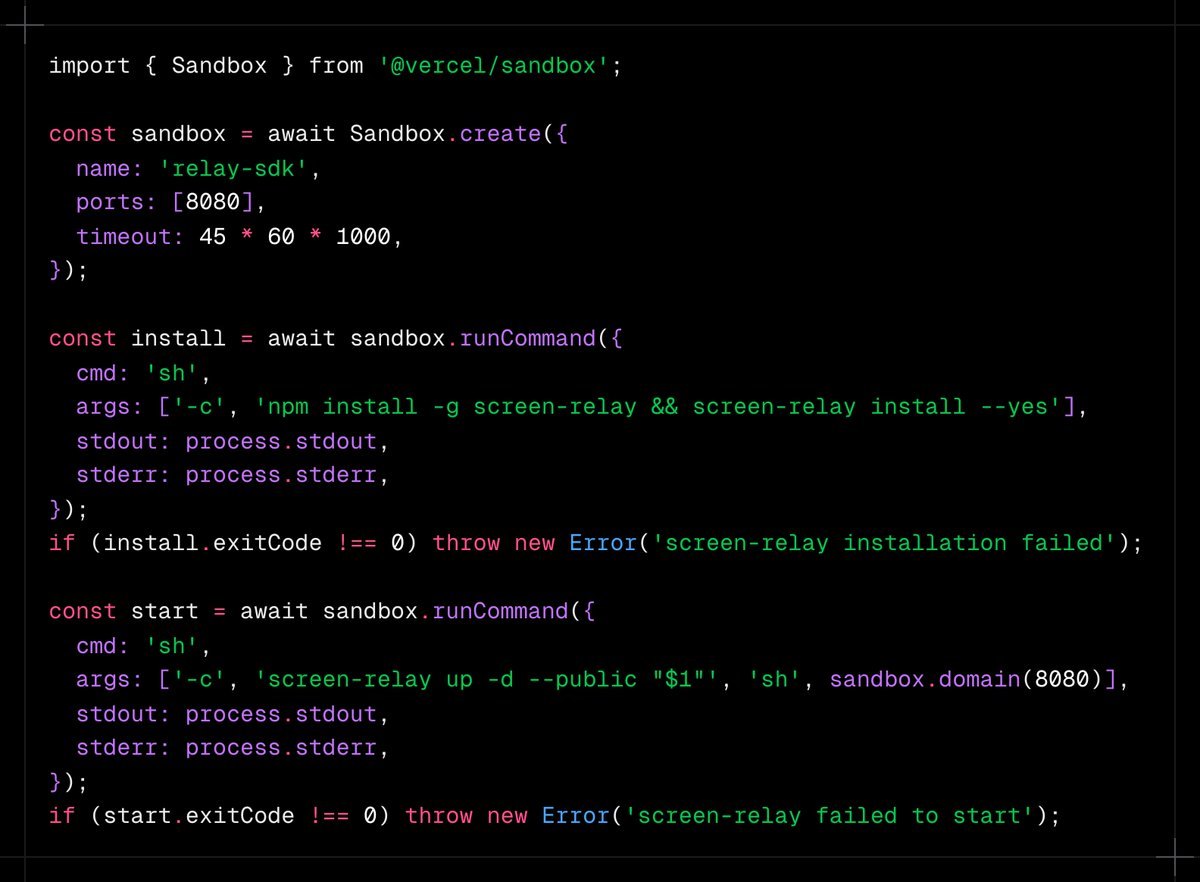 import { Sandbox } from '@vercel/sandbox';

const sandbox = await Sandbox.create({
  name: 'relay-sdk',
  ports: [8080],
  timeout: 45 * 60 * 1000,
});

const install = await sandbox.runCommand({
  cmd: 'sh',
  args: ['-c', 'npm install -g screen-relay && screen-relay install --yes'],
  stdout: process.stdout,
  stderr: process.stderr,
});
if (install.exitCode !== 0) throw new Error('screen-relay installation failed');

const start = await sandbox.runCommand({
  cmd: 'sh',
  args: ['-c', 'screen-relay up -d --public "$1"', 'sh', sandbox.domain(8080)],
  stdout: process.stdout,
  stderr: process.stderr,
});
if (start.exitCode !== 0) throw new Error('screen-relay failed to start');